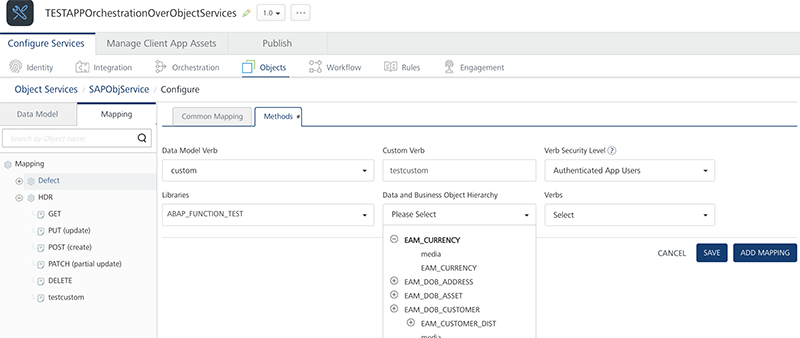 TESTAPPOrchestrationOverObjectServices 1.0
Configure Services Manage Client App Assets Publish
Identity Integration Orchestration Objects Workflow Rules Engagement
Object Services / SAPObjService / Configure
Data Model Mapping
Common Mapping Methods *
Search by Object name
Data Model Verb Custom Verb Verb Security Level ?
custom testcustom Authenticated App Users
Mapping
Defect
HDR
GET
PUT (update)
POST (create)
PATCH (partial update)
DELETE
testcustom
Libraries Data and Business Object Hierarchy Verbs
ABAP_FUNCTION_TEST Please Select Select
EAM_CURRENCY
media
EAM_CURRENCY
EAM_DOB_ADDRESS
EAM_DOB_ASSET
EAM_DOB_CUSTOMER
EAM_CUSTOMER_DIST
media
CANCEL SAVE ADD MAPPING